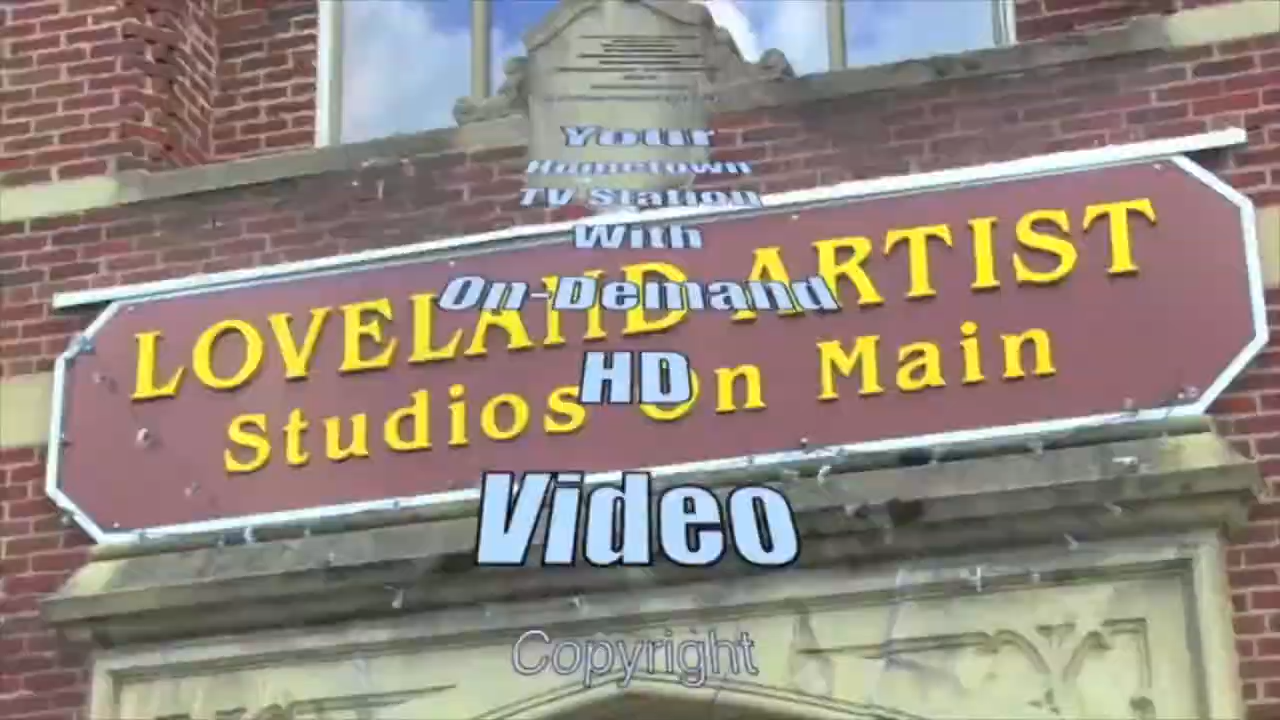 Your
Hometown
TV Station
With
On-Demand
HD
Video
Copyright
LOVELAND ARTIST
Studios On Main